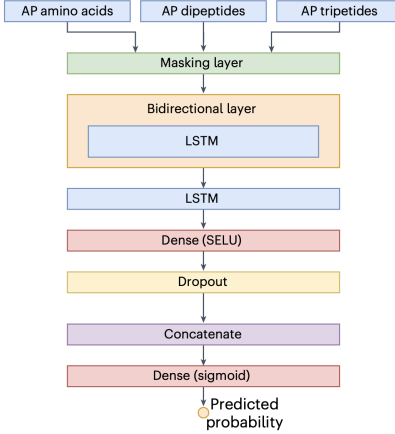 AP amino acids
AP dipeptides
AP tripetides
Masking layer
Bidirectional layer
LSTM
LSTM
Dense (SELU)
Dropout
Concatenate
Dense (sigmoid)
Predicted
probability